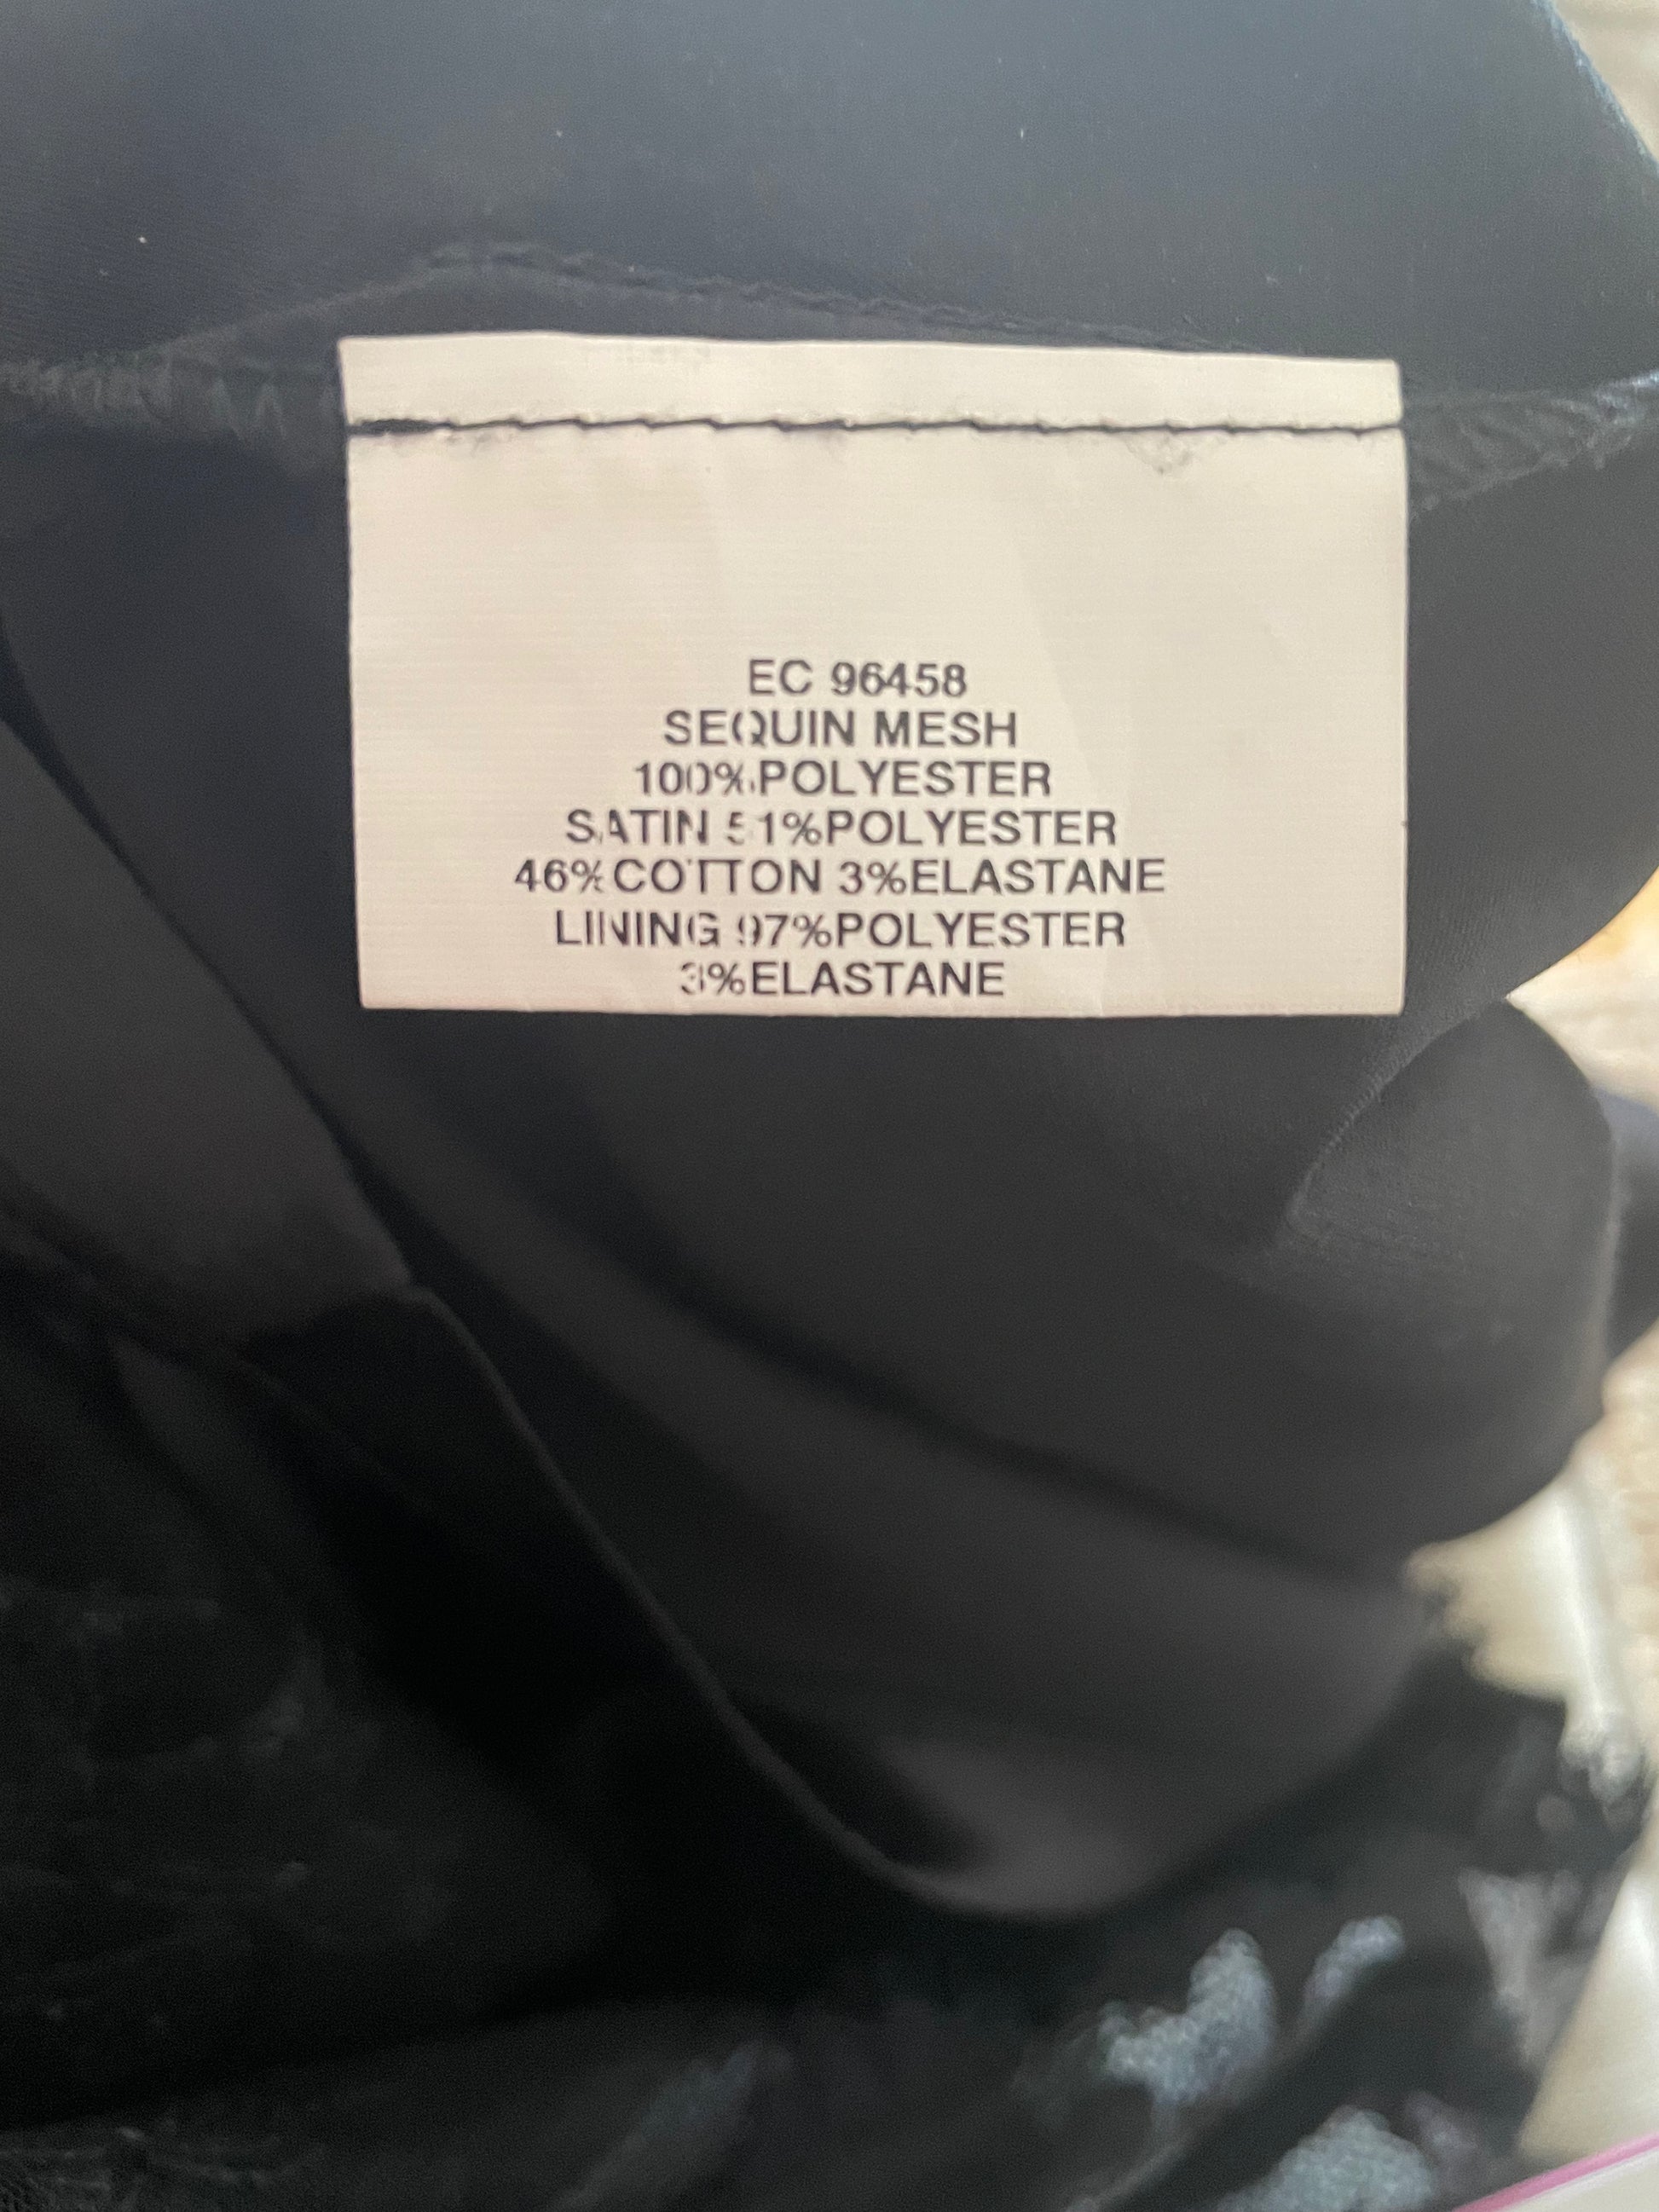 EC 96458
SEQUIN MESH
100%POLYESTER
SATIN 51%POLYESTER
46%COTTON 3%ELASTANE
LINING 97%POLYESTER
3%ELASTANE